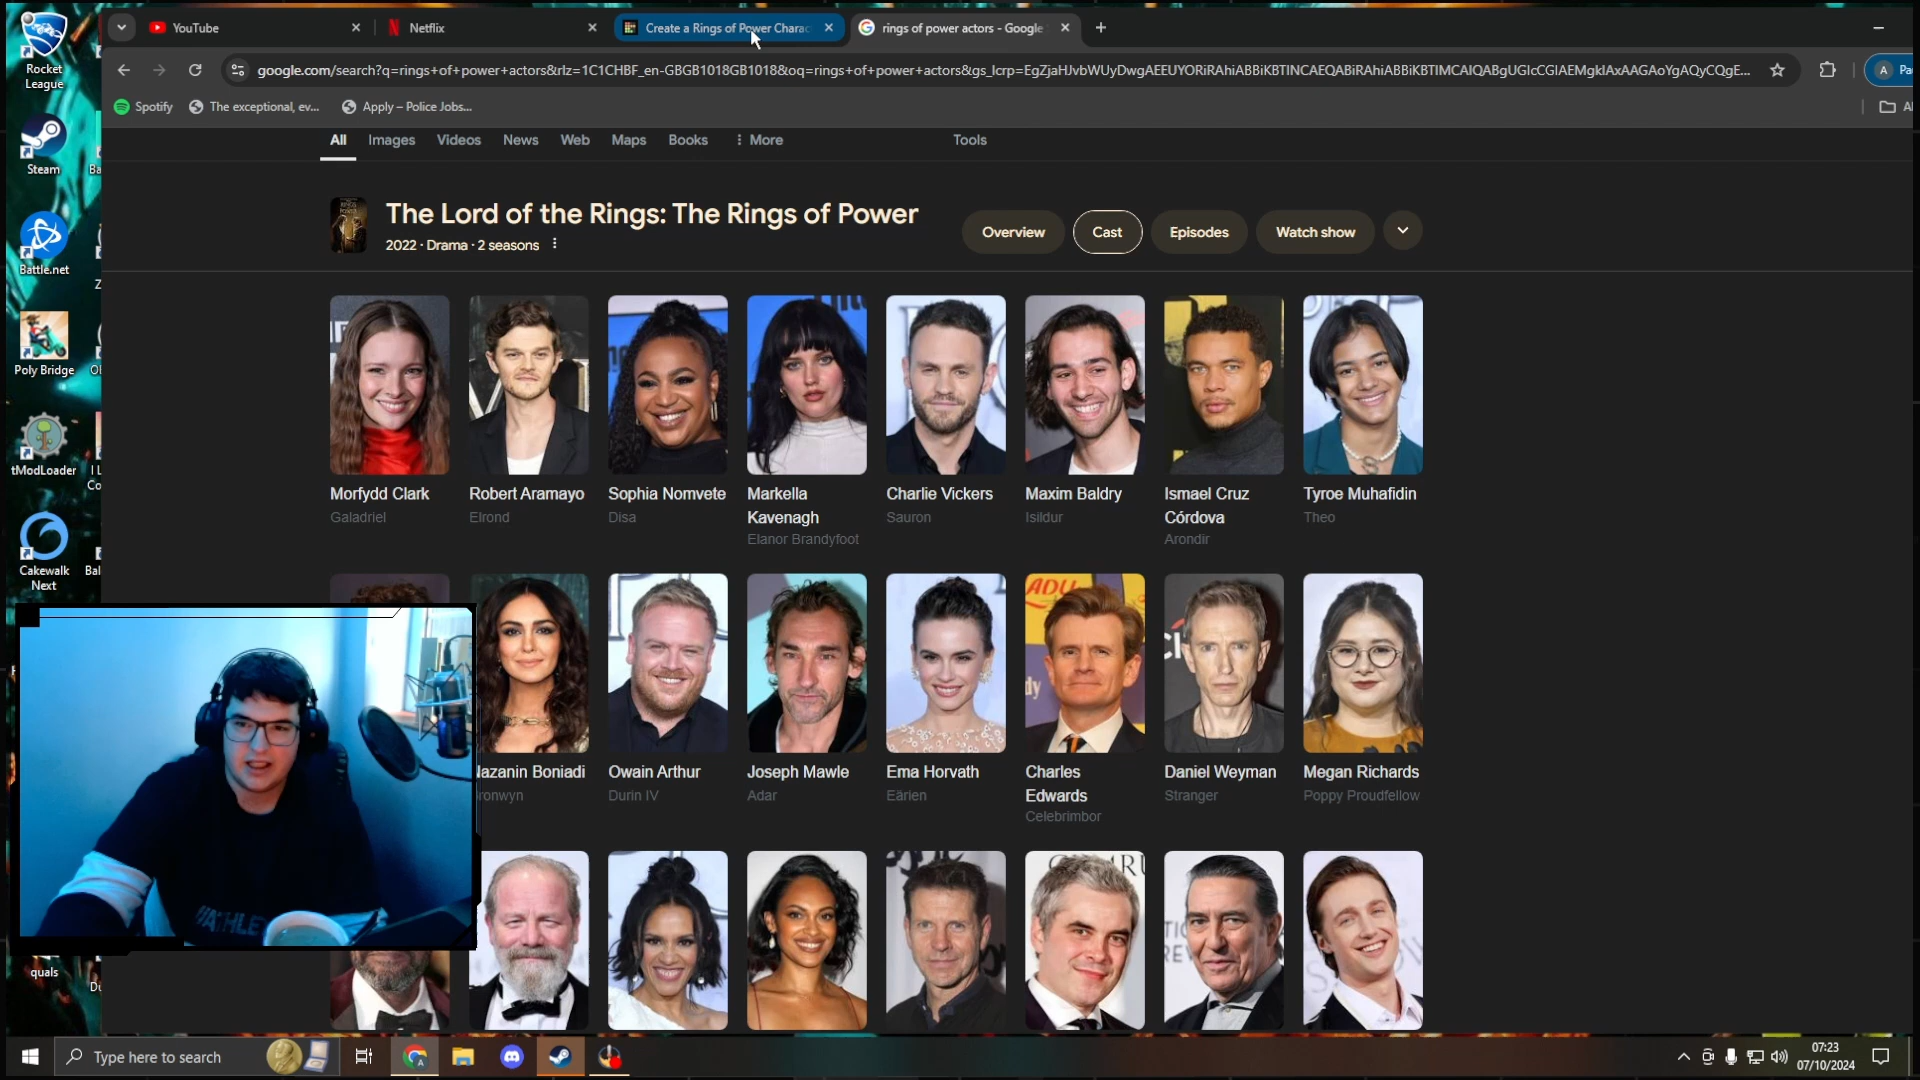 YouTube
Netflix
Create a Rings of Power Charac
rings of power actors - Google
google.com/search?q=rings+of+power+actors&rlz=1C1CHBF_en-GBGB1018GB1018&oq=rings+of+power+actors&gs_lcrp=EgZjaHJvbWUyDwgAEEUYORiRAhiABBiKBTINCAEQABiRAhiABBiKBTIMCAIQABgUGIcCGIAEMgkIAxAAGAoYgAQyCQgE...
A
Pa
Spotify
The exceptional, ev...
Apply – Police Jobs...
All
Images
Videos
News
Web
Maps
Books
More
Tools
The Lord of the Rings: The Rings of Power
2022 · Drama · 2 seasons
Overview
Cast
Episodes
Watch show
Morfydd Clark
Galadriel
Robert Aramayo
Elrond
Sophia Nomvete
Disa
Markella
Kavenagh
Elanor Brandyfoot
Charlie Vickers
Sauron
Maxim Baldry
Isildur
Ismael Cruz
Córdova
Arondir
Tyroe Muhafidin
Theo
Nazanin Boniadi
ronwyn
Owain Arthur
Durin IV
Joseph Mawle
Adar
Ema Horvath
Eärien
Charles
Edwards
Celebrimbor
Daniel Weyman
Stranger
Megan Richards
Poppy Proudfellow
Rocket
League
Steam
Battle.net
Poly Bridge
tModLoader
Cakewalk
Next
quals
Type here to search
07:23
07/10/2024